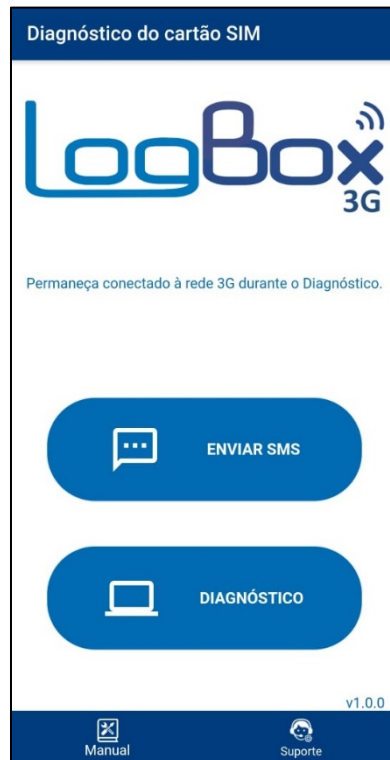 Diagnóstico do cartão SIM
LogBox
3G
Permaneça conectado à rede 3G durante o Diagnóstico.
ENVIAR SMS
DIAGNÓSTICO
v1.0.0
Manual
Suporte